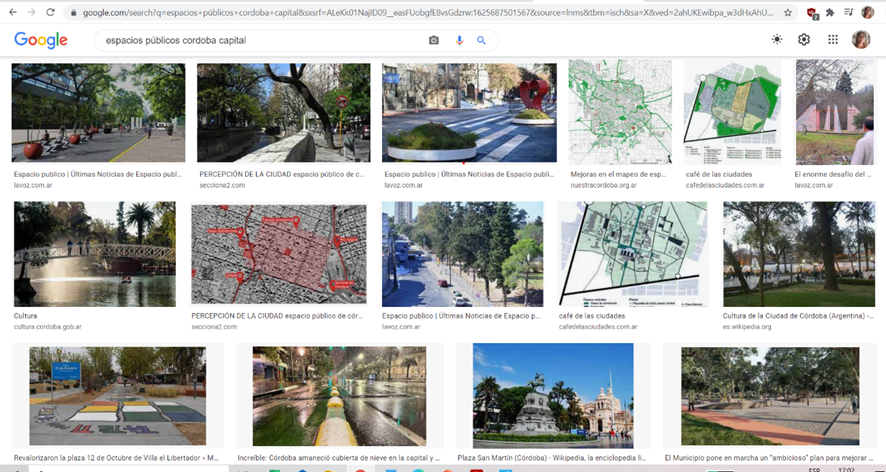 google.com/search?q=espacios+públicos+cordoba+capital&sxsrf=ALeKk01NajID09__easFUobgfE8vsGdzrw:1625687501567&source=lnms&tbm=isch&sa=X&ved=2ahUKEwibpa_w3dHxAhU...
Google
espacios públicos cordoba capital
Espacio publico | Últimas Noticias de Espacio publ...
lavoz.com.ar
PERCEPCIÓN DE LA CIUDAD espacio público de c...
secciona2.com
Espacio publico | Últimas Noticias de Espacio publi...
lavoz.com.ar
Mejoras en el mapeo de esp...
nuestracordoba.org.ar
café de las ciudades
cafedelasciudades.com.ar
El enorme desafío del ...
lavoz.com.ar
Cultura
cultura.cordoba.gob.ar
PERCEPCIÓN DE LA CIUDAD espacio público de cór...
secciona2.com
Espacio publico | Últimas Noticias de Espacio p...
lavoz.com.ar
café de las ciudades
cafedelasciudades.com.ar
Cultura de la Ciudad de Córdoba (Argentina) -...
es.wikipedia.org
Revalorizaron la plaza 12 de Octubre de Villa el Libertador « M...
Increíble: Córdoba amaneció cubierta de nieve en la capital y ...
Plaza San Martín (Córdoba) - Wikipedia, la enciclopedia li...
El Municipio pone en marcha un "ambicioso" plan para mejorar ...
ESP
17:02